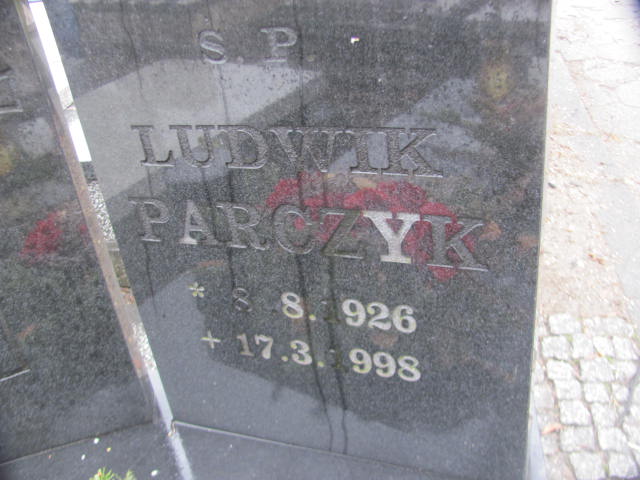 Ś. P.
LUDWIK
PARCZYK
* 8.8.1926
+ 17.3.1998